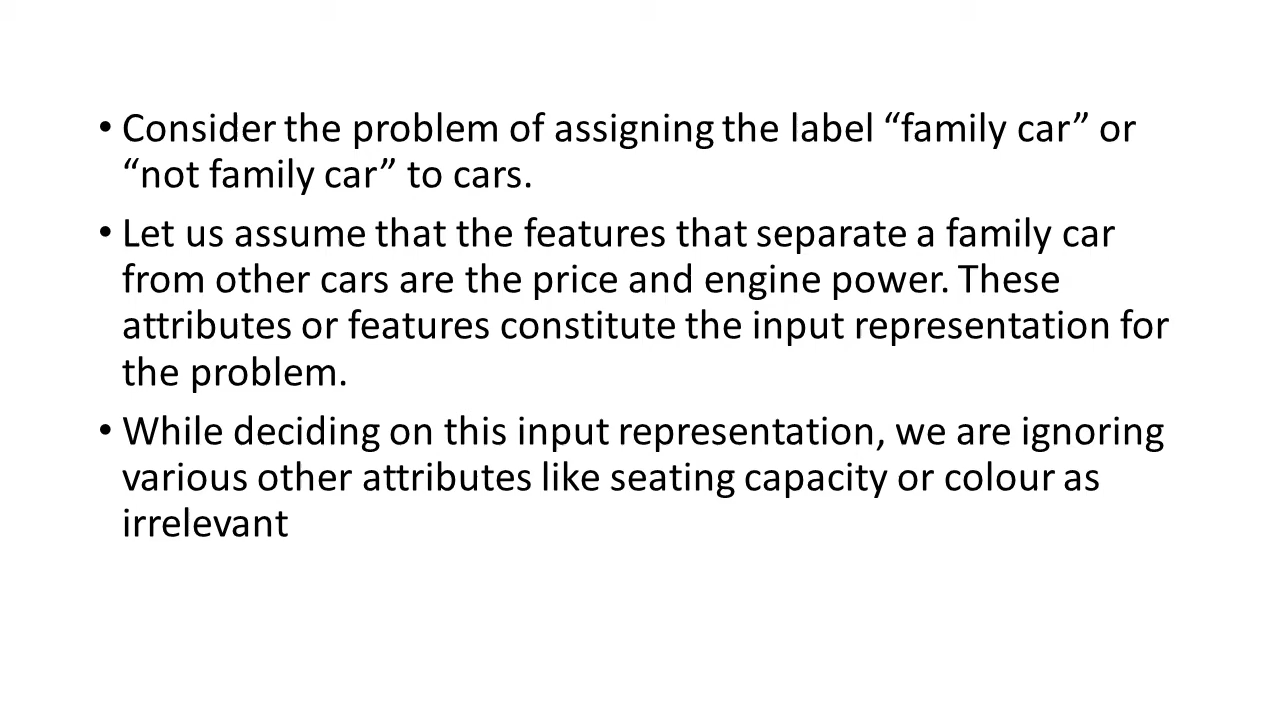 • Consider the problem of assigning the label “family car” or
“not family car” to cars.
• Let us assume that the features that separate a family car
from other cars are the price and engine power. These
attributes or features constitute the input representation for
the problem.
• While deciding on this input representation, we are ignoring
various other attributes like seating capacity or colour as
irrelevant